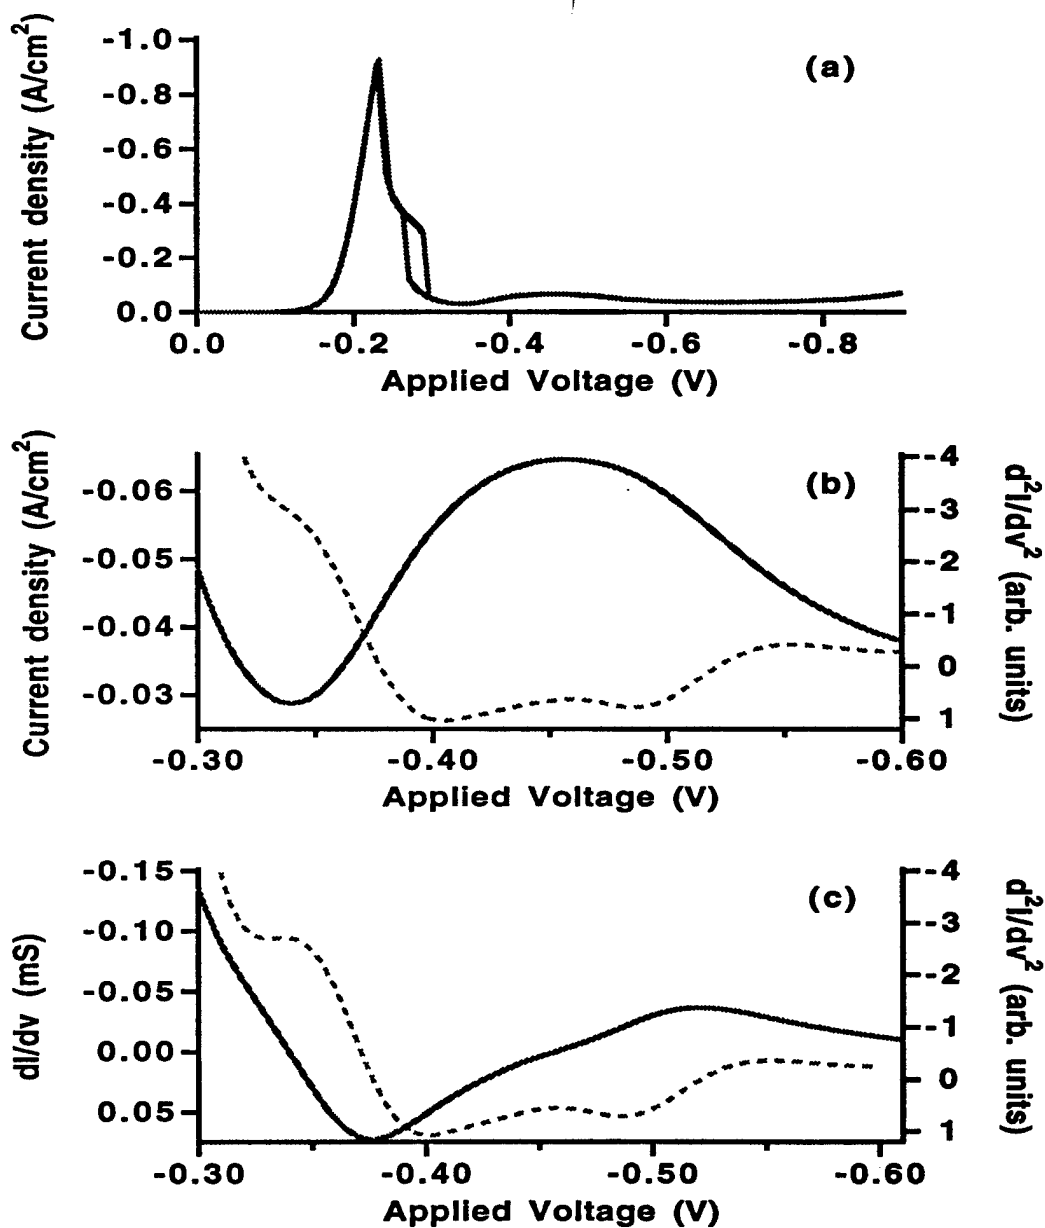 (a)
Current density (A/cm²)
-1.0
-0.8
-0.6
-0.4
-0.2
0.0
0.0 -0.2 -0.4 -0.6 -0.8
Applied Voltage (V)
(b)
Current density (A/cm²)
-0.06
-0.05
-0.04
-0.03
-4
-3
-2
-1
0
1
d²I/dv² (arb. units)
-0.30 -0.40 -0.50 -0.60
Applied Voltage (V)
(c)
dI/dv (mS)
-0.15
-0.10
-0.05
0.00
0.05
-4
-3
-2
-1
0
1
d²I/dv² (arb. units)
-0.30 -0.40 -0.50 -0.60
Applied Voltage (V)